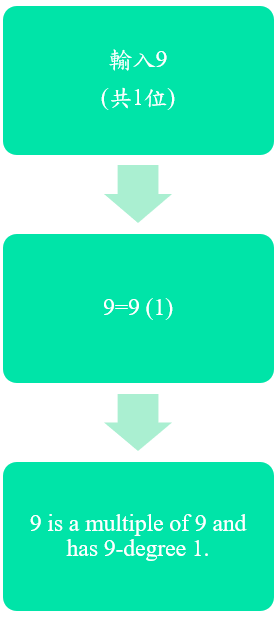 輸入9
(共1位)
9=9 (1)
9 is a multiple of 9 and
has 9-degree 1.